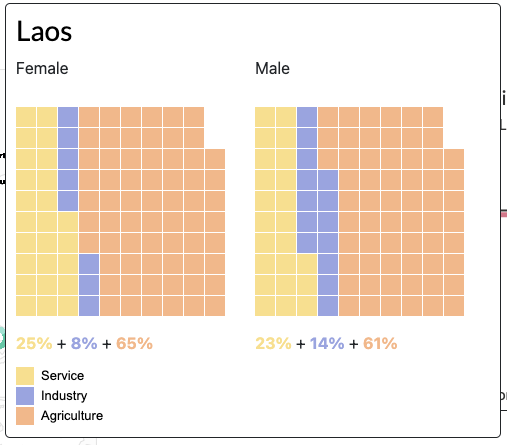 Laos
Female
Male
25% + 8% + 65%
23% + 14% + 61%
Service
Industry
Agriculture